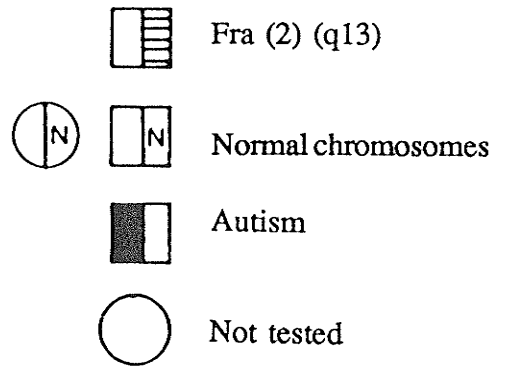 Fra (2) (q13)
N N Normal chromosomes
Autism
Not tested